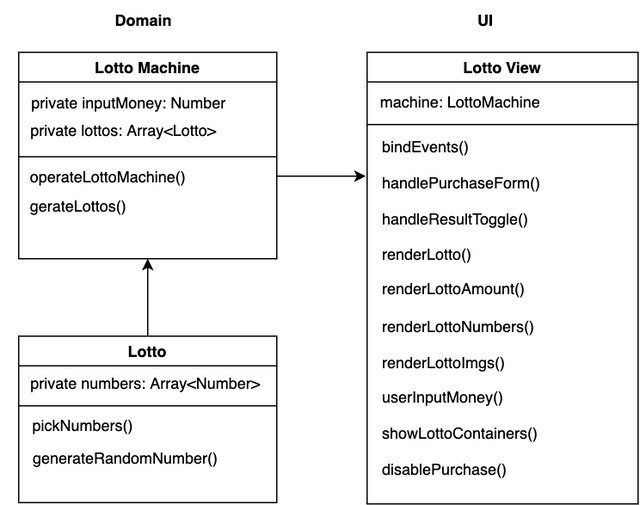 Domain
UI
Lotto Machine
private inputMoney: Number
private lottos: Array<Lotto>
operateLottoMachine()
gerateLottos()
Lotto
private numbers: Array<Number>
pickNumbers()
generateRandomNumber()
Lotto View
machine: LottoMachine
bindEvents()
handlePurchaseForm()
handleResultToggle()
renderLotto()
renderLottoAmount()
renderLottoNumbers()
renderLottoImgs()
userInputMoney()
showLottoContainers()
disablePurchase()